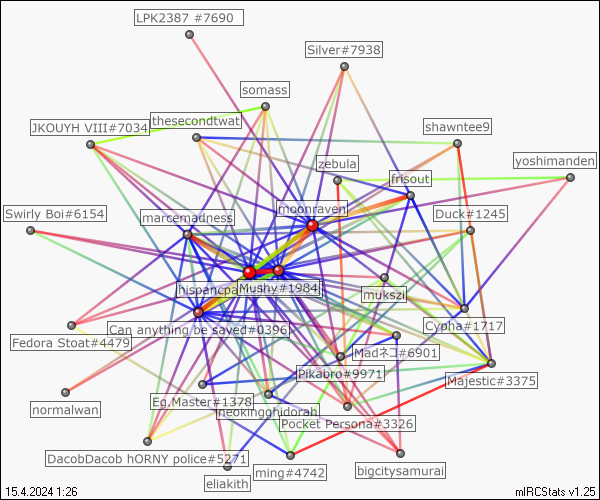 LPK2387 #7690
Silver#7938
somass
thesecondtwat
JKOUYH VIII#7034
shawntee9
zebula
yoshimanden
frisout
moonraven
Swirly Boi#6154
marcemadness
Duck#1245
Mushy#1984
mukszi
Cypha#1717
Can anything be saved#0396
Fedora Stoat#4479
Madネコ#6901
Pikabro#9971
Majestic#3375
Eg.Master#1378
neokingghidorah
normalwan
Pocket Persona#3326
DacobDacob hORNY police#5271
ming#4742
bigcitysamurai
eliakith
15.4.2024 1:26
mIRCStats v1.25